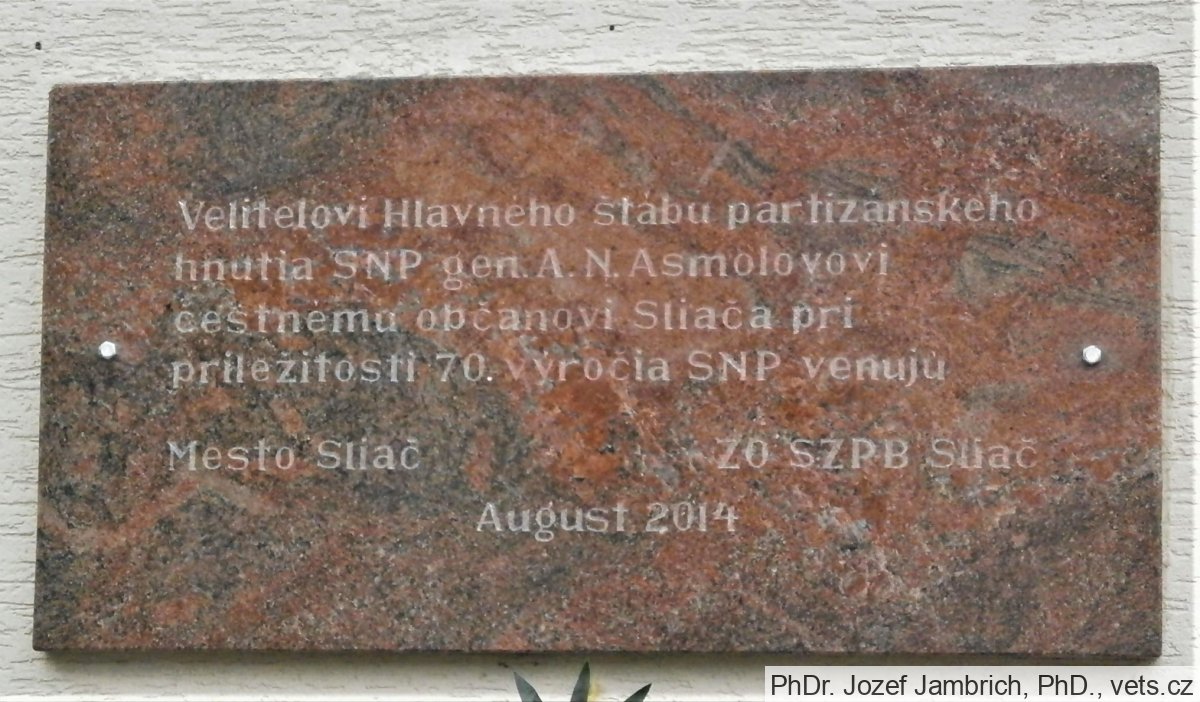 Veliteľovi Hlavného štábu partizánskeho
hnutia SNP gen. A. N. Asmolovovi
čestnému občanovi Sliača pri
príležitosti 70. výročia SNP venujú
Mesto Sliač ZO SZPB Sliač
August 2014
PhDr. Jozef Jambrich, PhD., vets.cz